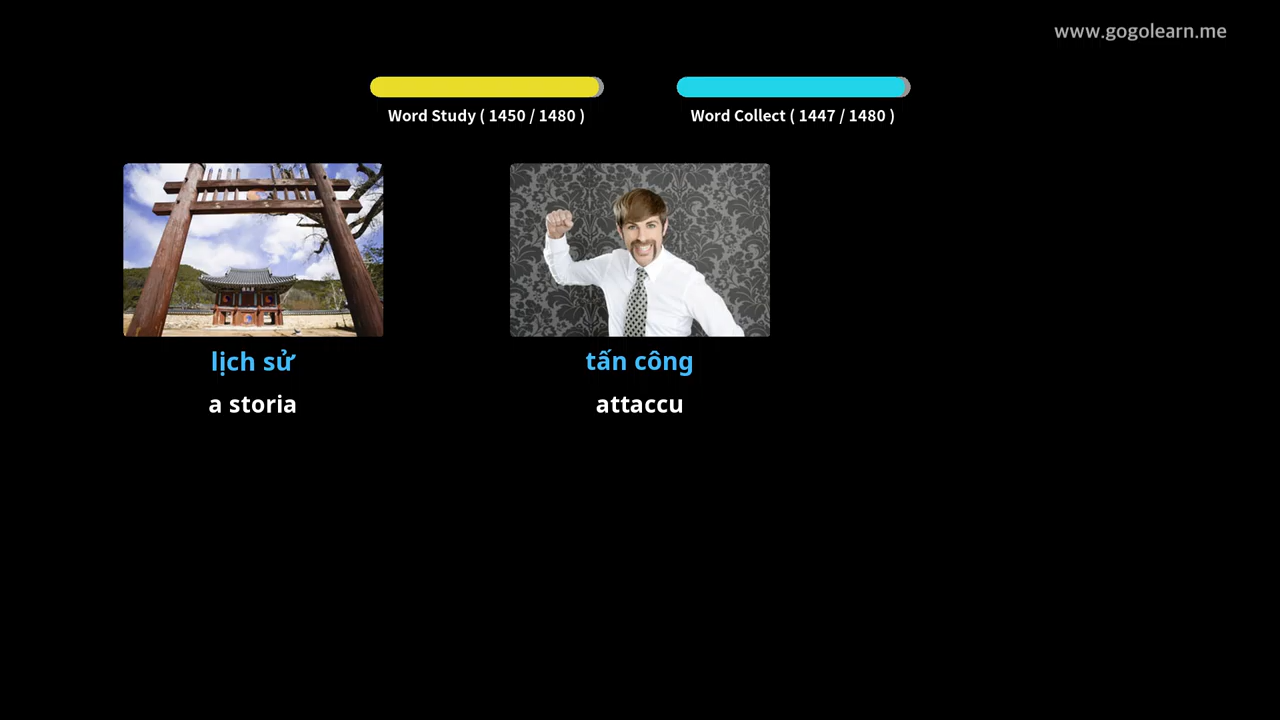 www.gogolearn.me
Word Study ( 1450 / 1480 )
Word Collect ( 1447 / 1480 )
lịch sử
tấn công
a storia
attaccu